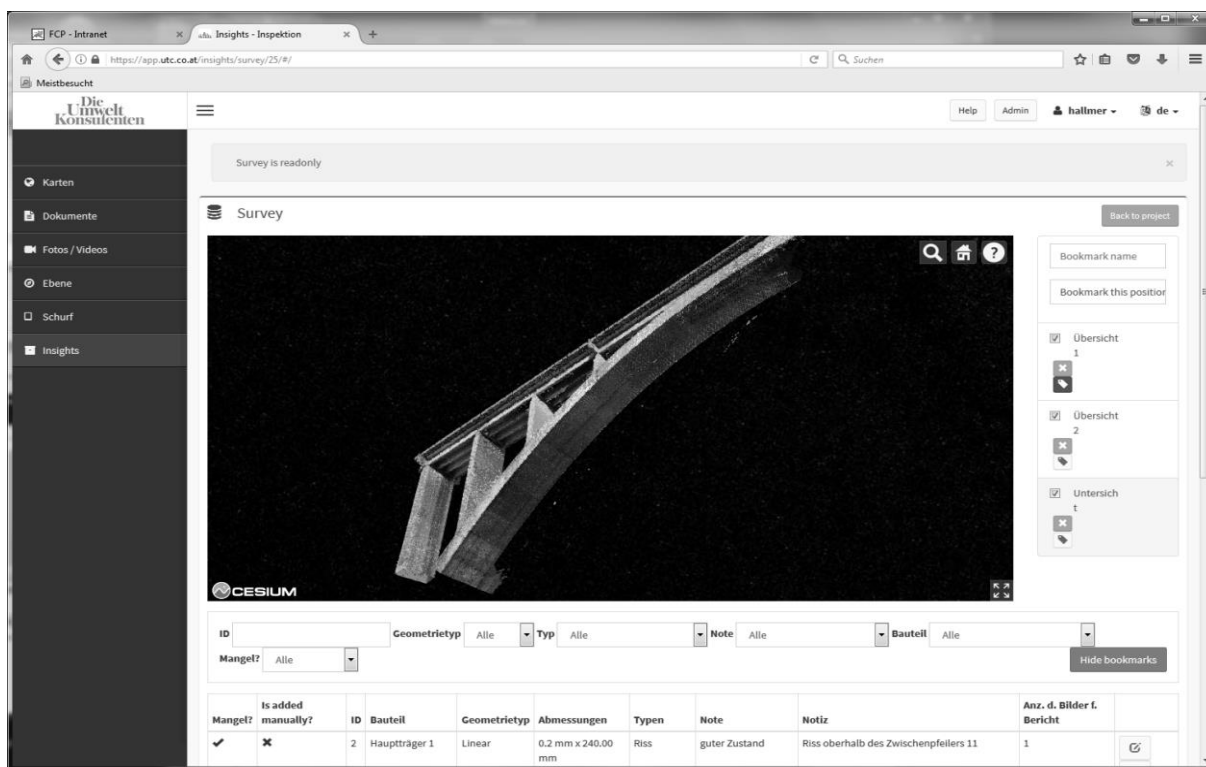 FCP - Intranet
Insights - Inspektion
https://app.utc.co.at/insights/survey/25/#/
Suchen
Meistbesucht
Die
Umwelt
Konsulenten
Help
Admin
hallmer
de
Survey is readonly
Karten
Dokumente
Fotos / Videos
Ebene
Schurf
Insights
Survey
Back to project
Bookmark name
Bookmark this position
Übersicht
1
Übersicht
2
Untersich
t
CESIUM
ID Geometrietyp Alle Typ Alle Note Alle Bauteil Alle
Mangel? Alle
Hide bookmarks
Mangel? Is added manually? ID Bauteil Geometrietyp Abmessungen Typen Note Notiz Anz. d. Bilder f. Bericht
2 Hauptträger 1 Linear 0.2 mm x 240.00 mm Riss guter Zustand Riss oberhalb des Zwischenpfeilers 11 1